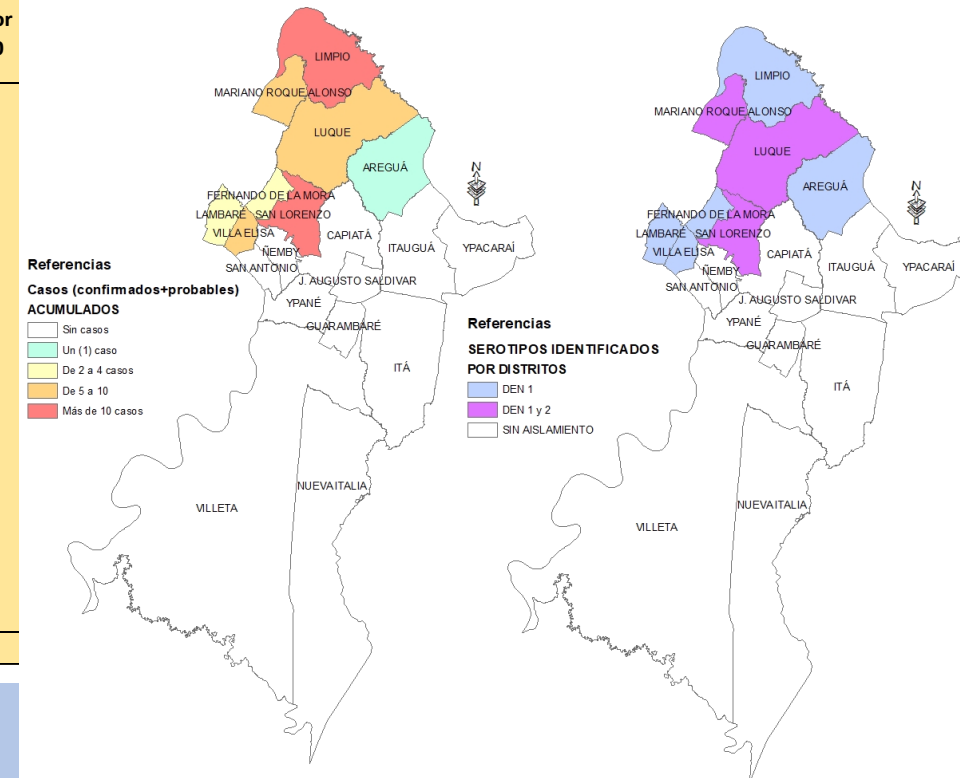 or
0
LIMPIO
MARIANO ROQUE ALONSO
LUQUE
AREGUÁ
N
FERNANDO DE LA MORA
LAMBARÉ
SAN LORENZO
VILLA ELISA
CAPIATÁ
ÑEMBY
ITAUGUÁ
YPACARAÍ
SAN ANTONIO
J. AUGUSTO SALDIVAR
YPANÉ
GUARAMBARÉ
ITÁ
NUEVA ITALIA
VILLETA
Referencias
Casos (confirmados+probables)
ACUMULADOS
Sin casos
Un (1) caso
De 2 a 4 casos
De 5 a 10
Más de 10 casos
LIMPIO
MARIANO ROQUE ALONSO
LUQUE
AREGUÁ
N
FERNANDO DE LA MORA
LAMBARÉ
SAN LORENZO
VILLA ELISA
CAPIATÁ
ÑEMBY
ITAUGUÁ
YPACARAÍ
SAN ANTONIO
J. AUGUSTO SALDIVAR
YPANÉ
GUARAMBARÉ
ITÁ
NUEVA ITALIA
VILLETA
Referencias
SEROTIPOS IDENTIFICADOS
POR DISTRITOS
DEN 1
DEN 1 y 2
SIN AISLAMIENTO